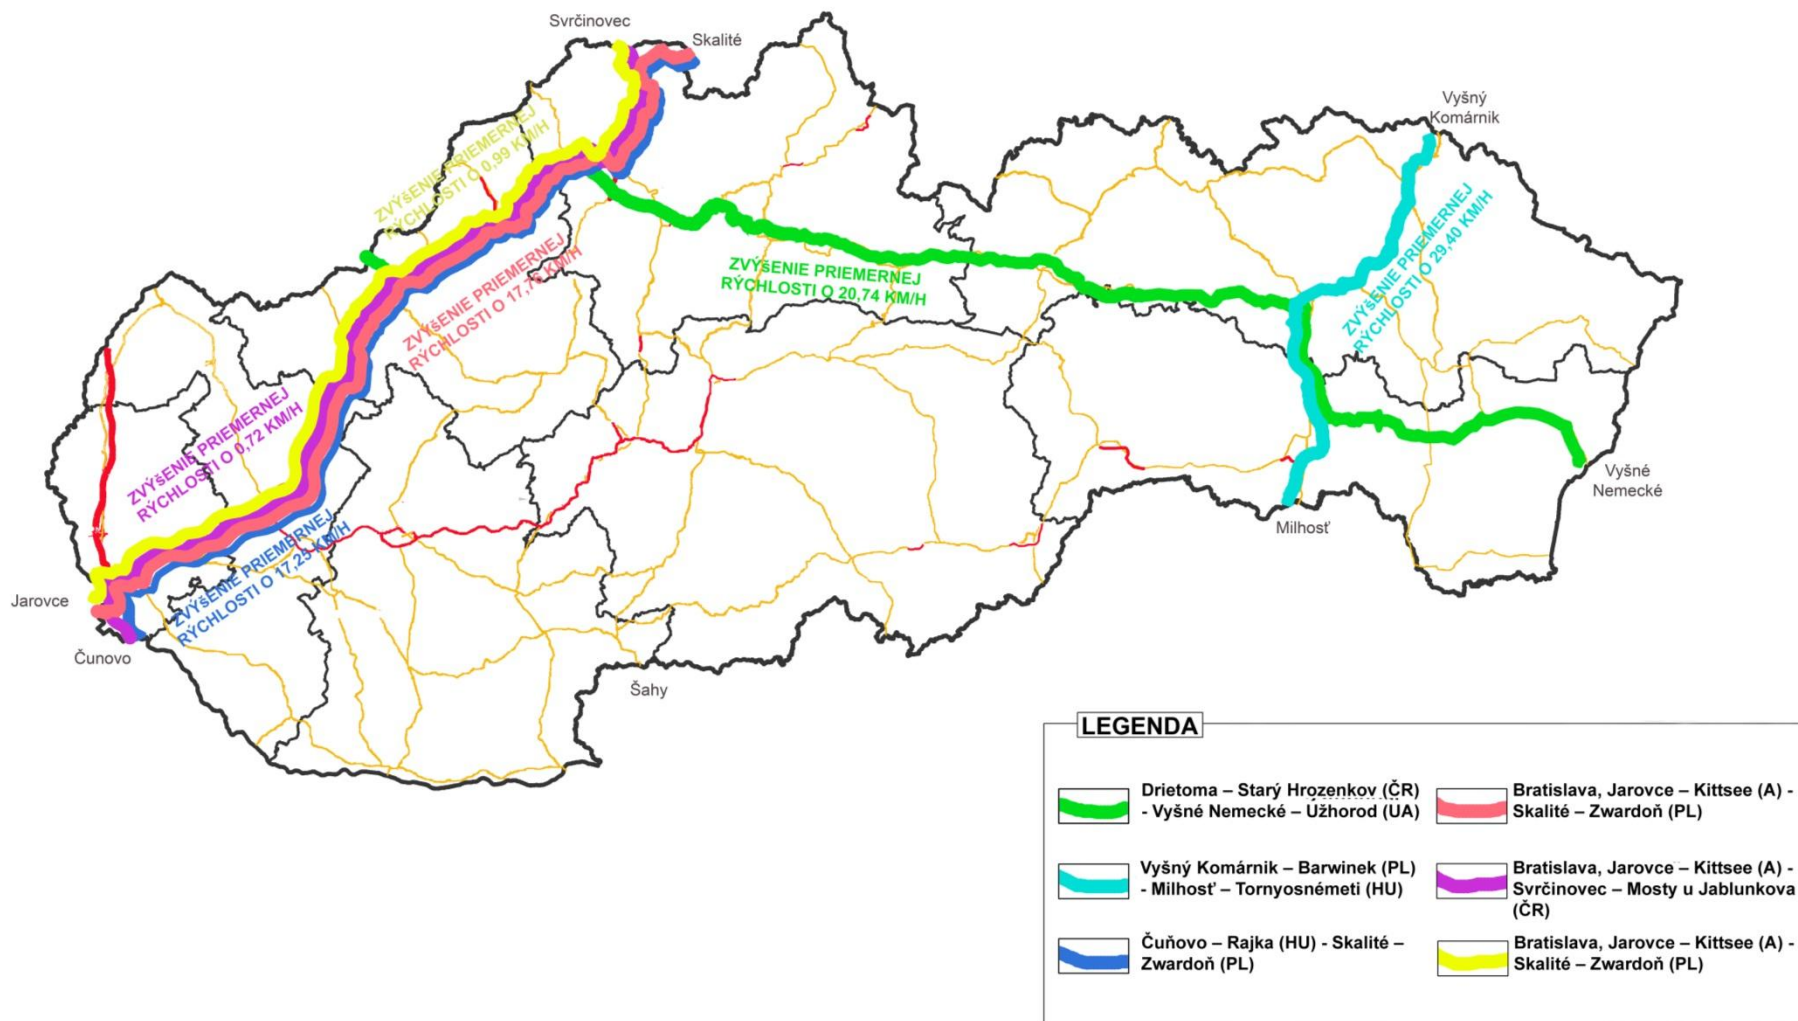 Svrčinovec
Skalité
Vyšný
Komárnik
ZVÝšENIE PRIEMERNEJ
RÝCHLOSTI O 0,99 KM/H
ZVÝšENIE PRIEMERNEJ
RÝCHLOSTI O 17,76 KM/H
ZVÝšENIE PRIEMERNEJ
RÝCHLOSTI O 20,74 KM/H
ZVÝšENIE PRIEMERNEJ
RÝCHLOSTI O 29,40 KM/H
ZVÝšENIE PRIEMERNEJ
RÝCHLOSTI O 0,72 KM/H
ZVÝšENIE PRIEMERNEJ
RÝCHLOSTI O 17,25 KM/H
Vyšné
Nemecké
Milhosť
Jarovce
Čunovo
Šahy
LEGENDA
Drietoma – Starý Hrozenkov (ČR)
- Vyšné Nemecké – Užhorod (UA)
Vyšný Komárnik – Barwinek (PL)
- Milhosť – Tornyosnémeti (HU)
Čuňovo – Rajka (HU) - Skalité –
Zwardoň (PL)
Bratislava, Jarovce – Kittsee (A) -
Skalité – Zwardoň (PL)
Bratislava, Jarovce – Kittsee (A) -
Svrčinovec – Mosty u Jablunkova
(ČR)
Bratislava, Jarovce – Kittsee (A) -
Skalité – Zwardoň (PL)